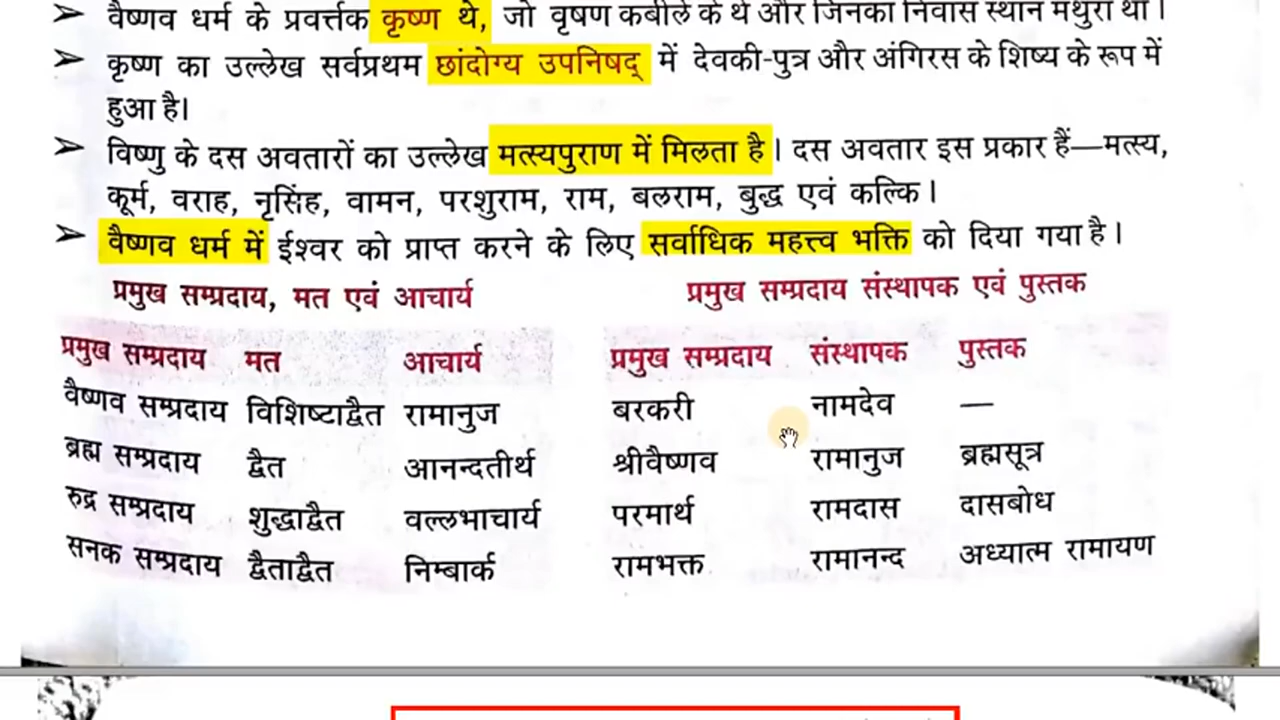 वैष्णव धर्म के प्रवर्त्तक कृष्ण थे, जो वृषण कबीले के थे और जिनका निवास स्थान मथुरा था।
कृष्ण का उल्लेख सर्वप्रथम छांदोग्य उपनिषद् में देवकी-पुत्र और अंगिरस के शिष्य के रूप में
हुआ है।
विष्णु के दस अवतारों का उल्लेख मत्स्यपुराण में मिलता है। दस अवतार इस प्रकार हैं—मत्स्य,
कूर्म, वराह, नृसिंह, वामन, परशुराम, राम, बलराम, बुद्ध एवं कल्कि।
वैष्णव धर्म में ईश्वर को प्राप्त करने के लिए सर्वाधिक महत्त्व भक्ति को दिया गया है।
प्रमुख सम्प्रदाय, मत एवं आचार्य प्रमुख सम्प्रदाय संस्थापक एवं पुस्तक
प्रमुख सम्प्रदाय मत आचार्य प्रमुख सम्प्रदाय संस्थापक पुस्तक
वैष्णव सम्प्रदाय विशिष्टाद्वैत रामानुज बरकरी नामदेव —
ब्रह्म सम्प्रदाय द्वैत आनन्दतीर्थ श्रीवैष्णव रामानुज ब्रह्मसूत्र
रुद्र सम्प्रदाय शुद्धाद्वैत वल्लभाचार्य परमार्थ रामदास दासबोध
सनक सम्प्रदाय द्वैताद्वैत निम्बार्क रामभक्त रामानन्द अध्यात्म रामायण